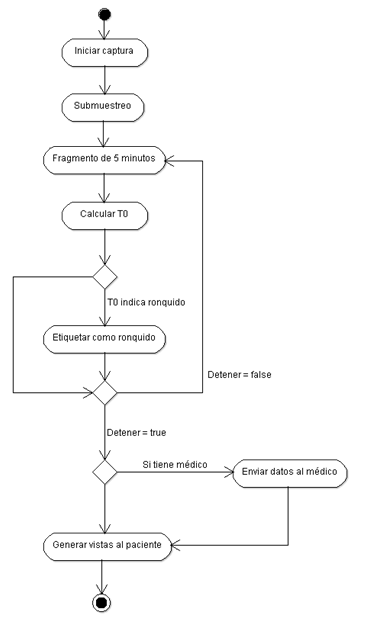 Iniciar captura
Submuestreo
Fragmento de 5 minutos
Calcular T0
T0 indica ronquido
Etiquetar como ronquido
Detener = false
Detener = true
Si tiene médico
Enviar datos al médico
Generar vistas al paciente